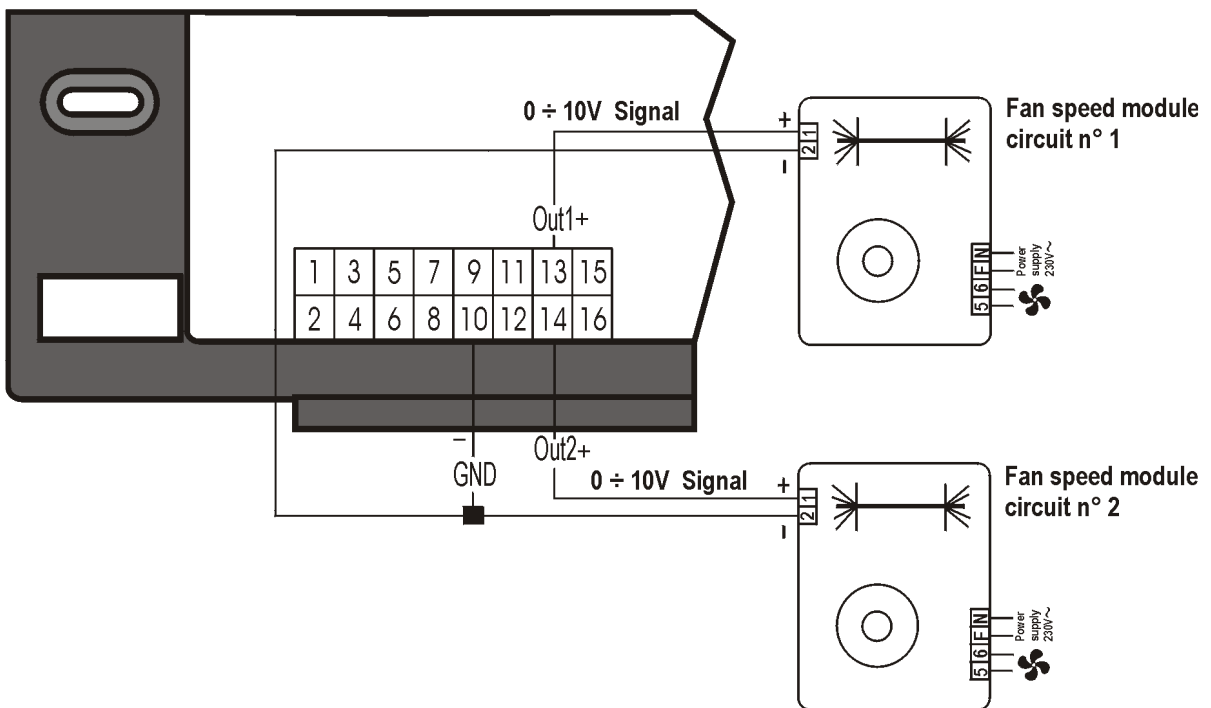 0 ÷ 10V Signal
+
1
2
–
Fan speed module
circuit n° 1
Out1+
1 3 5 7 9 11 13 15
2 4 6 8 10 12 14 16
N
F
6
5
Power
supply
230V~
–
GND
Out2+
0 ÷ 10V Signal
+
1
2
–
Fan speed module
circuit n° 2
N
F
6
5
Power
supply
230V~